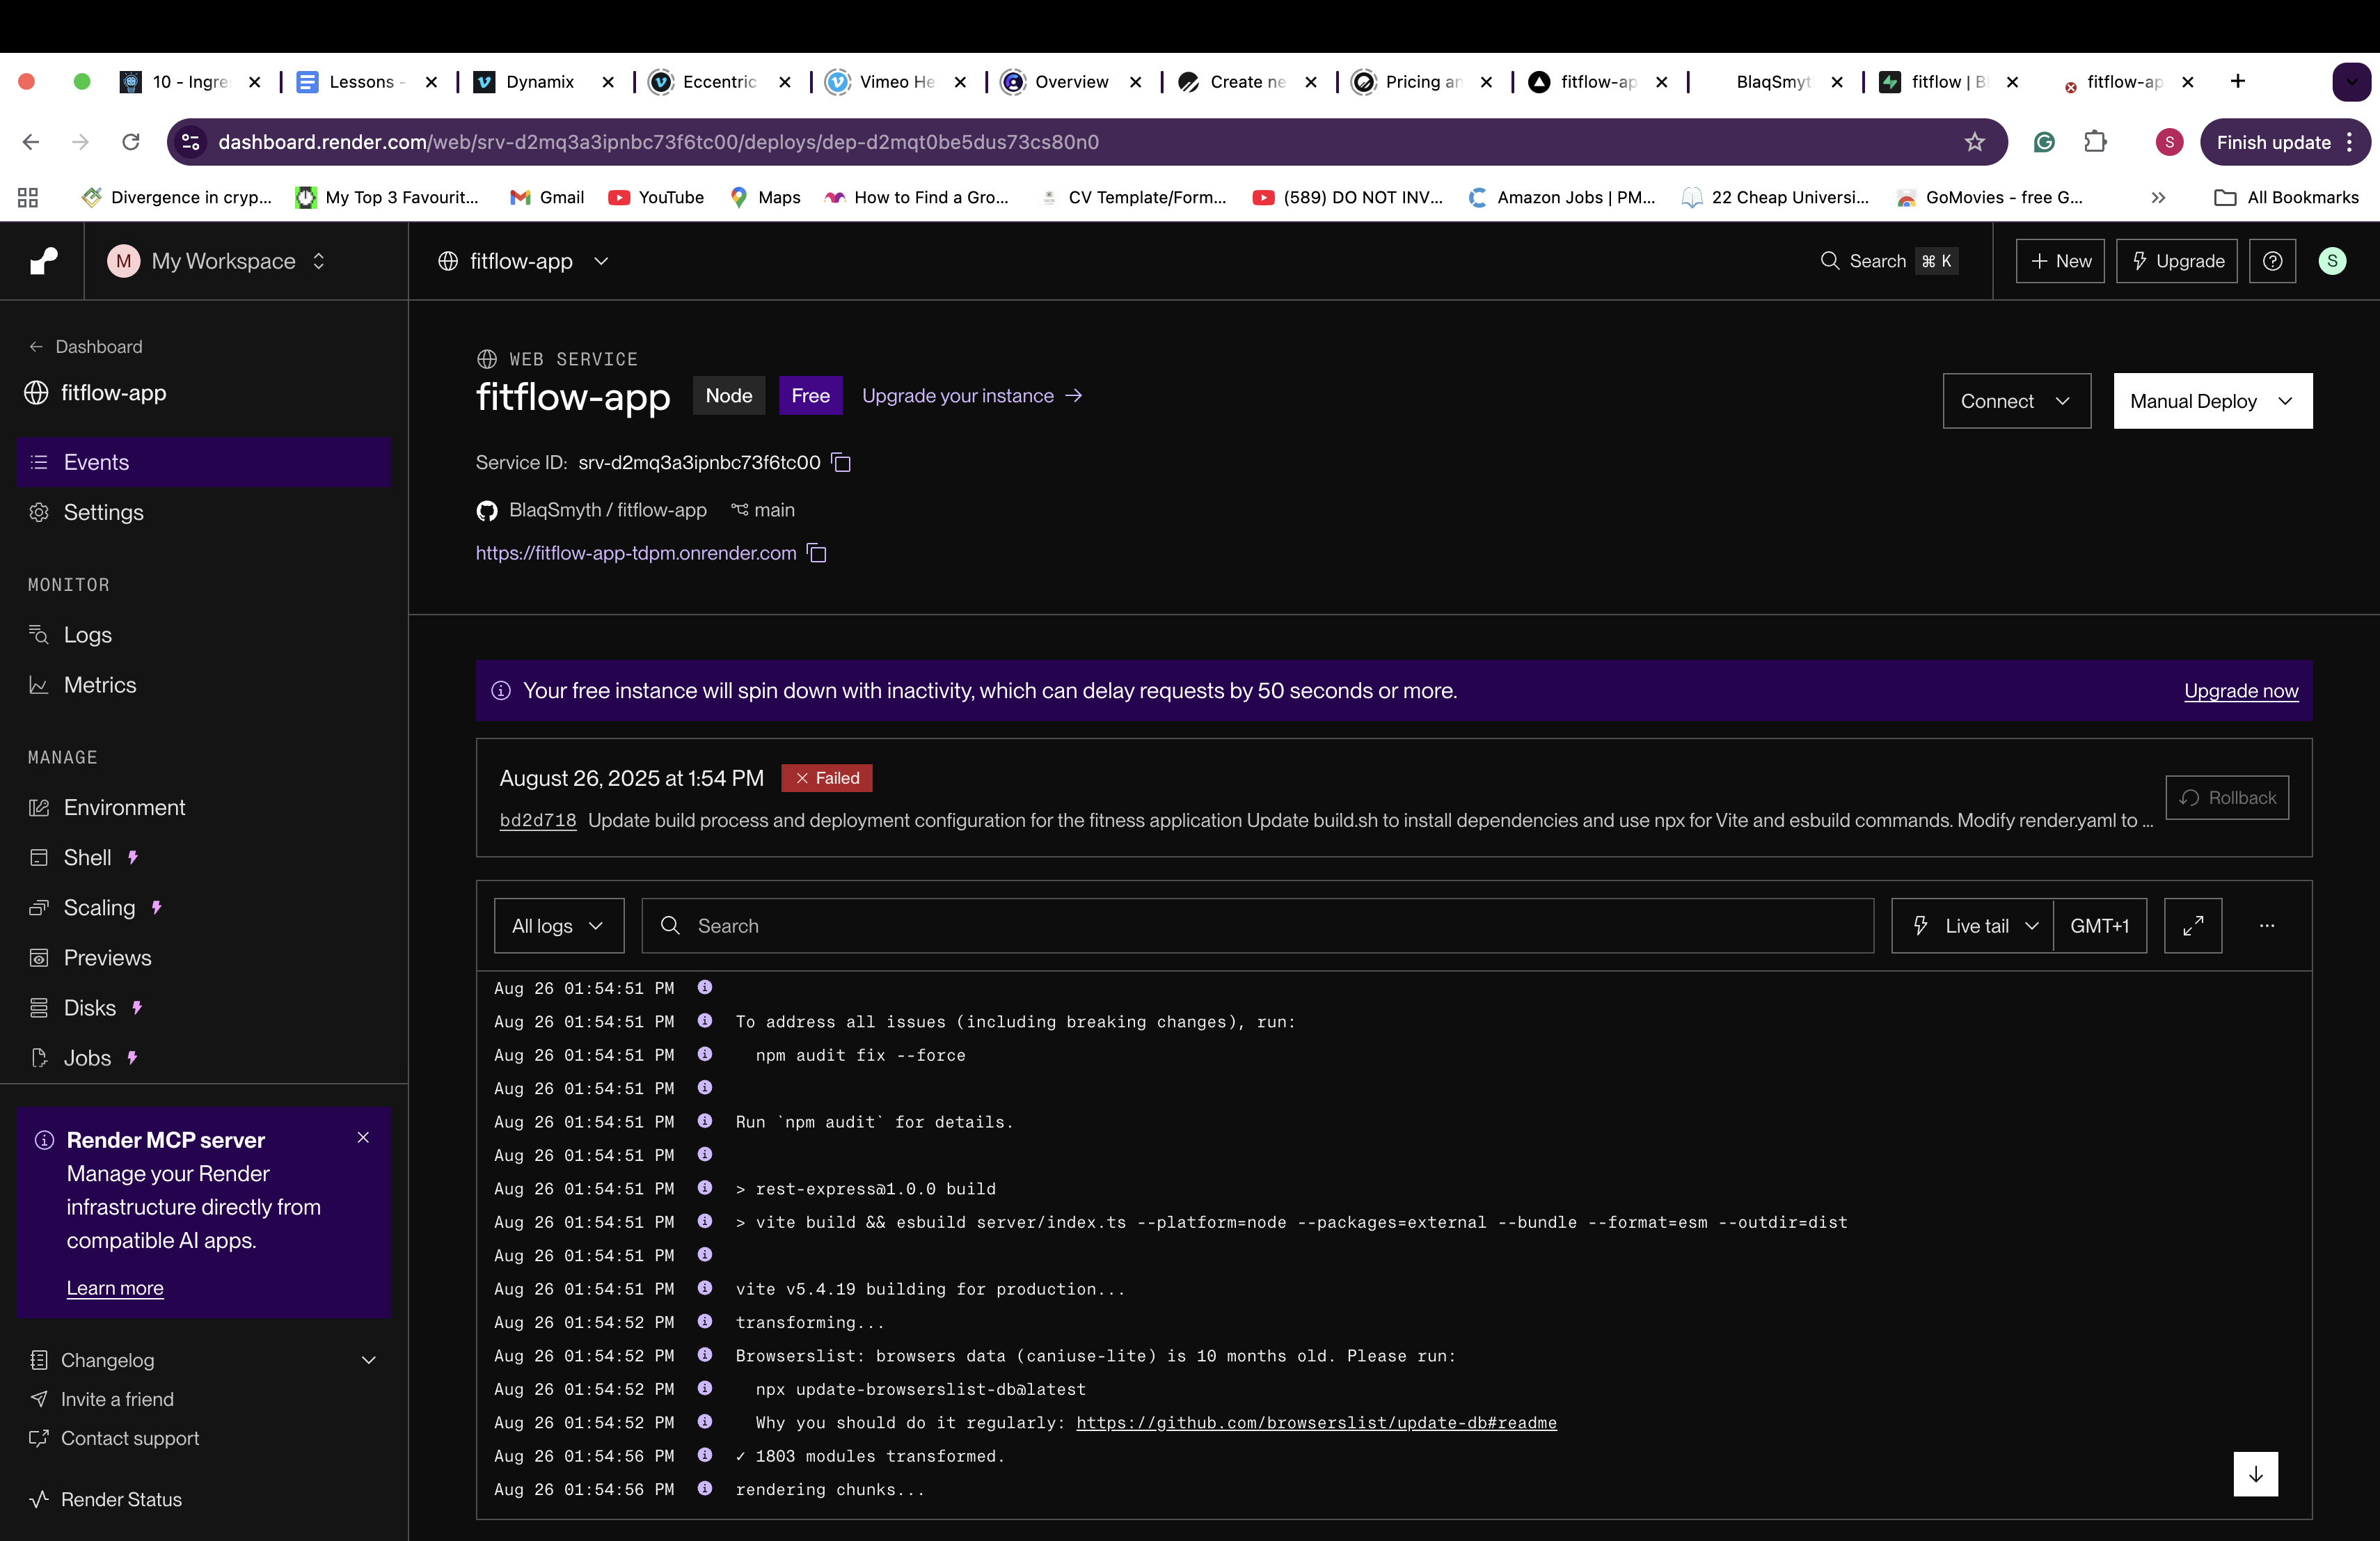 10 - Ingre
Lessons -
Dynamix
Eccentric
Vimeo He
Overview
Create ne
Pricing an
fitflow-ap
BlaqSmyt
fitflow | Bl
fitflow-ap
dashboard.render.com/web/srv-d2mq3a3ipnbc73f6tc00/deploys/dep-d2mqt0be5dus73cs80n0
S
Finish update
Divergence in cryp...
My Top 3 Favourit...
Gmail
YouTube
Maps
How to Find a Gro...
CV Template/Form...
(589) DO NOT INV...
Amazon Jobs | PM...
22 Cheap Universi...
GoMovies - free G...
All Bookmarks
M My Workspace
fitflow-app
Search ⌘ K
+ New
Upgrade
S
← Dashboard
fitflow-app
Events
Settings
MONITOR
Logs
Metrics
MANAGE
Environment
Shell
Scaling
Previews
Disks
Jobs
Render MCP server
Manage your Render
infrastructure directly from
compatible AI apps.
Learn more
Changelog
Invite a friend
Contact support
Render Status
WEB SERVICE
fitflow-app Node Free Upgrade your instance →
Connect
Manual Deploy
Service ID: srv-d2mq3a3ipnbc73f6tc00
BlaqSmyth / fitflow-app main
https://fitflow-app-tdpm.onrender.com
Your free instance will spin down with inactivity, which can delay requests by 50 seconds or more. Upgrade now
August 26, 2025 at 1:54 PM Failed
Rollback
bd2d718 Update build process and deployment configuration for the fitness application Update build.sh to install dependencies and use npx for Vite and esbuild commands. Modify render.yaml to ...
All logs Search Live tail GMT+1 ...
Aug 26 01:54:51 PM
Aug 26 01:54:51 PM To address all issues (including breaking changes), run:
Aug 26 01:54:51 PM npm audit fix --force
Aug 26 01:54:51 PM
Aug 26 01:54:51 PM Run `npm audit` for details.
Aug 26 01:54:51 PM
Aug 26 01:54:51 PM > rest-express@1.0.0 build
Aug 26 01:54:51 PM > vite build && esbuild server/index.ts --platform=node --packages=external --bundle --format=esm --outdir=dist
Aug 26 01:54:51 PM
Aug 26 01:54:51 PM vite v5.4.19 building for production...
Aug 26 01:54:52 PM transforming...
Aug 26 01:54:52 PM Browserslist: browsers data (caniuse-lite) is 10 months old. Please run:
Aug 26 01:54:52 PM npx update-browserslist-db@latest
Aug 26 01:54:52 PM Why you should do it regularly: https://github.com/browserslist/update-db#readme
Aug 26 01:54:56 PM ✓ 1803 modules transformed.
Aug 26 01:54:56 PM rendering chunks...